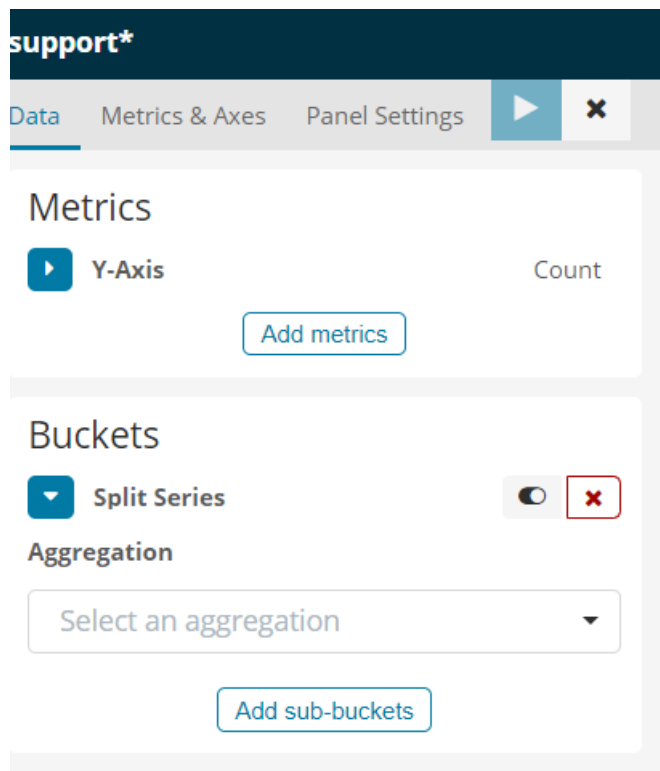 support*
Data Metrics & Axes Panel Settings
Metrics
Y-Axis Count
Add metrics
Buckets
Split Series
Aggregation
Select an aggregation
Add sub-buckets